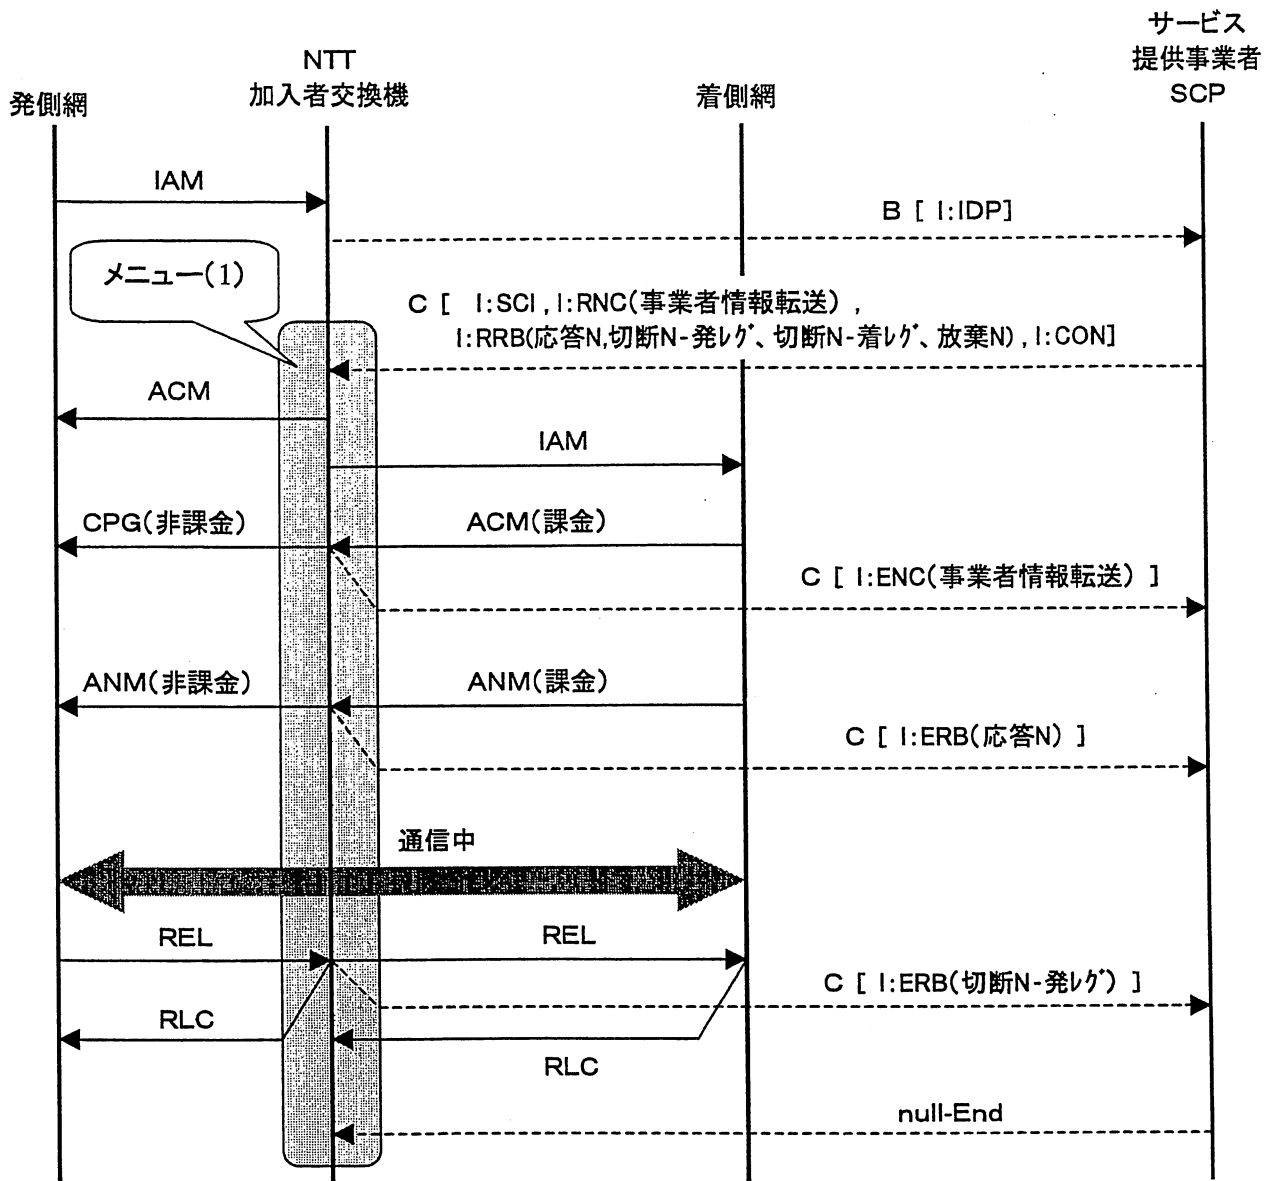 サービス
提供事業者
SCP
NTT
加入者交換機
発側網
着側網
IAM
B [ I:IDP]
メニュー(1)
C [ I:SCI , I:RNC(事業者情報転送) ,
I:RRB(応答N,切断N-発ﾚｸﾞ、切断N-着ﾚｸﾞ、放棄N) , I:CON]
ACM
IAM
CPG(非課金)
ACM(課金)
C [ I:ENC(事業者情報転送) ]
ANM(非課金)
ANM(課金)
C [ I:ERB(応答N) ]
通信中
REL
REL
C [ I:ERB(切断N-発ﾚｸﾞ) ]
RLC
RLC
null-End